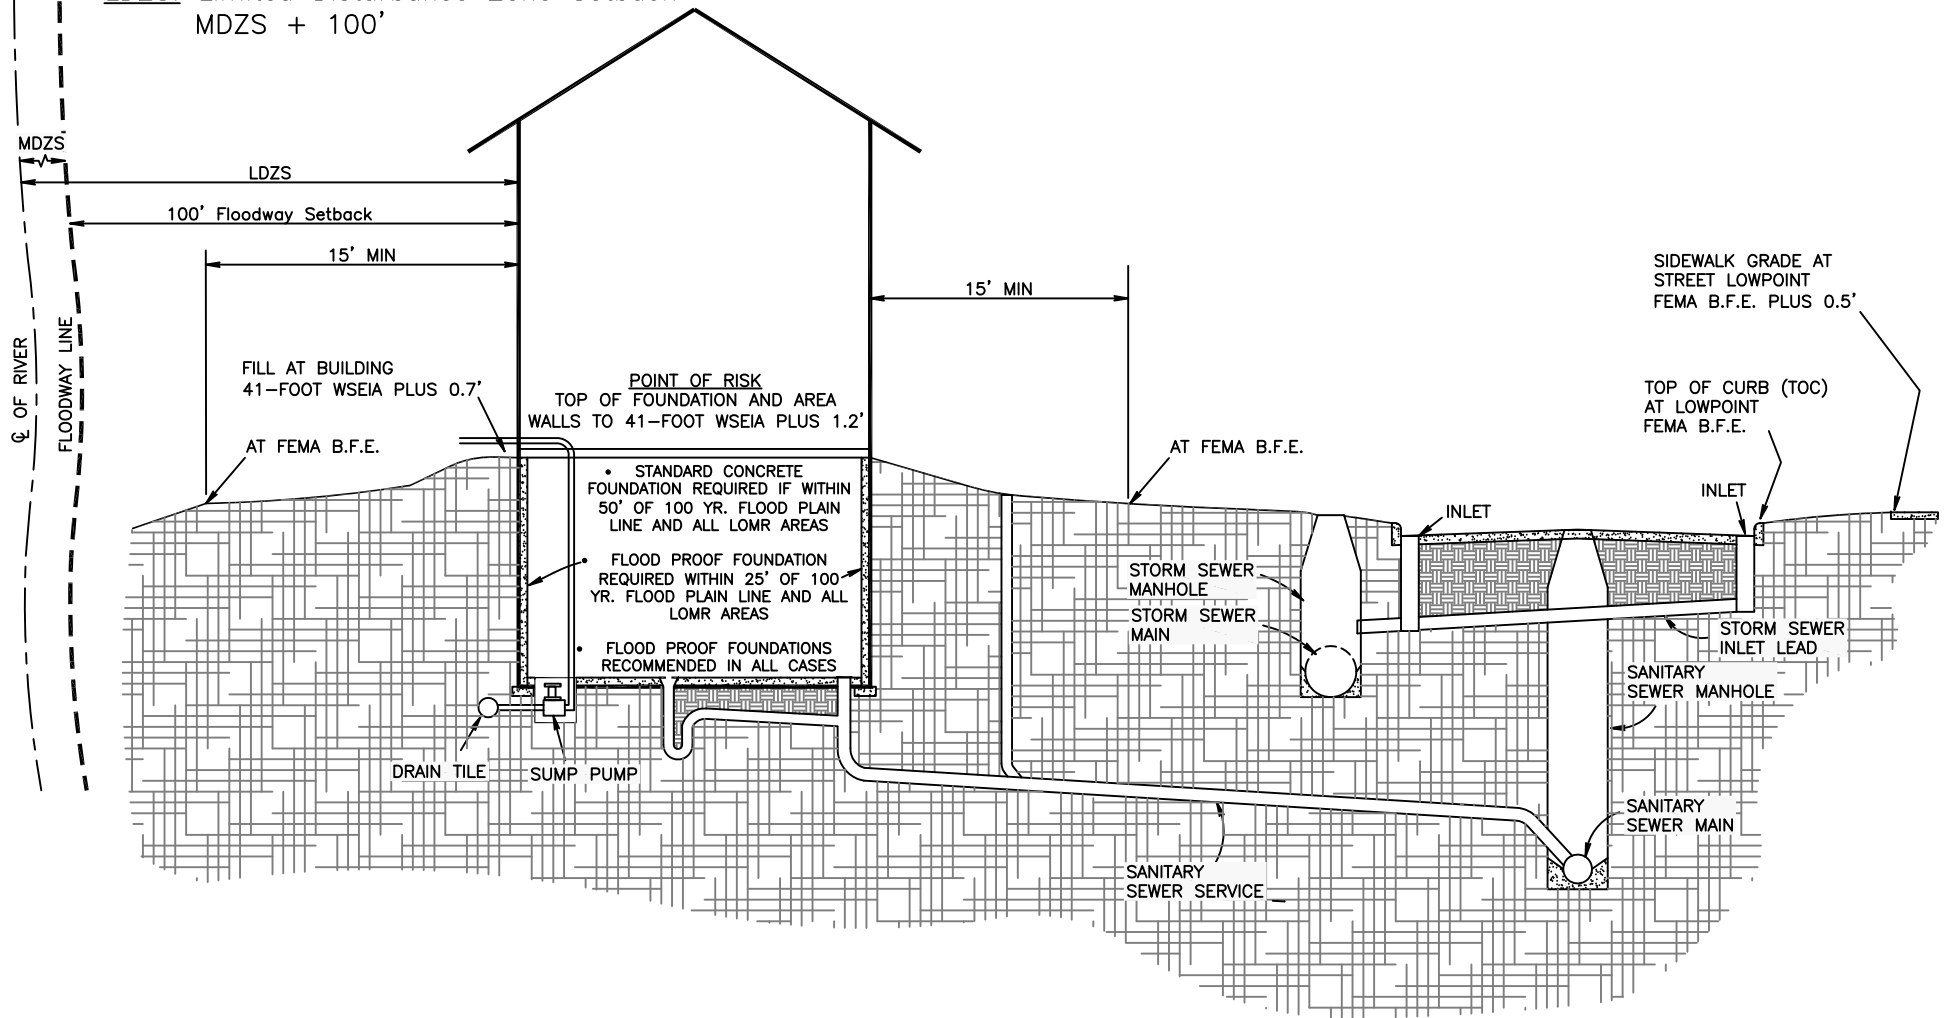 MDZS + 100'
MDZS
LDZS
100' Floodway Setback
15' MIN
15' MIN
SIDEWALK GRADE AT
STREET LOWPOINT
FEMA B.F.E. PLUS 0.5'
℄ OF RIVER
FLOODWAY LINE
FILL AT BUILDING
41-FOOT WSEIA PLUS 0.7'
POINT OF RISK
TOP OF FOUNDATION AND AREA
WALLS TO 41-FOOT WSEIA PLUS 1.2'
TOP OF CURB (TOC)
AT LOWPOINT
FEMA B.F.E.
AT FEMA B.F.E.
AT FEMA B.F.E.
• STANDARD CONCRETE
FOUNDATION REQUIRED IF WITHIN
50' OF 100 YR. FLOOD PLAIN
LINE AND ALL LOMR AREAS
• FLOOD PROOF FOUNDATION
REQUIRED WITHIN 25' OF 100
YR. FLOOD PLAIN LINE AND ALL
LOMR AREAS
• FLOOD PROOF FOUNDATIONS
RECOMMENDED IN ALL CASES
INLET
INLET
STORM SEWER
MANHOLE
STORM SEWER
MAIN
STORM SEWER
INLET LEAD
SANITARY
SEWER MANHOLE
DRAIN TILE
SUMP PUMP
SANITARY
SEWER MAIN
SANITARY
SEWER SERVICE